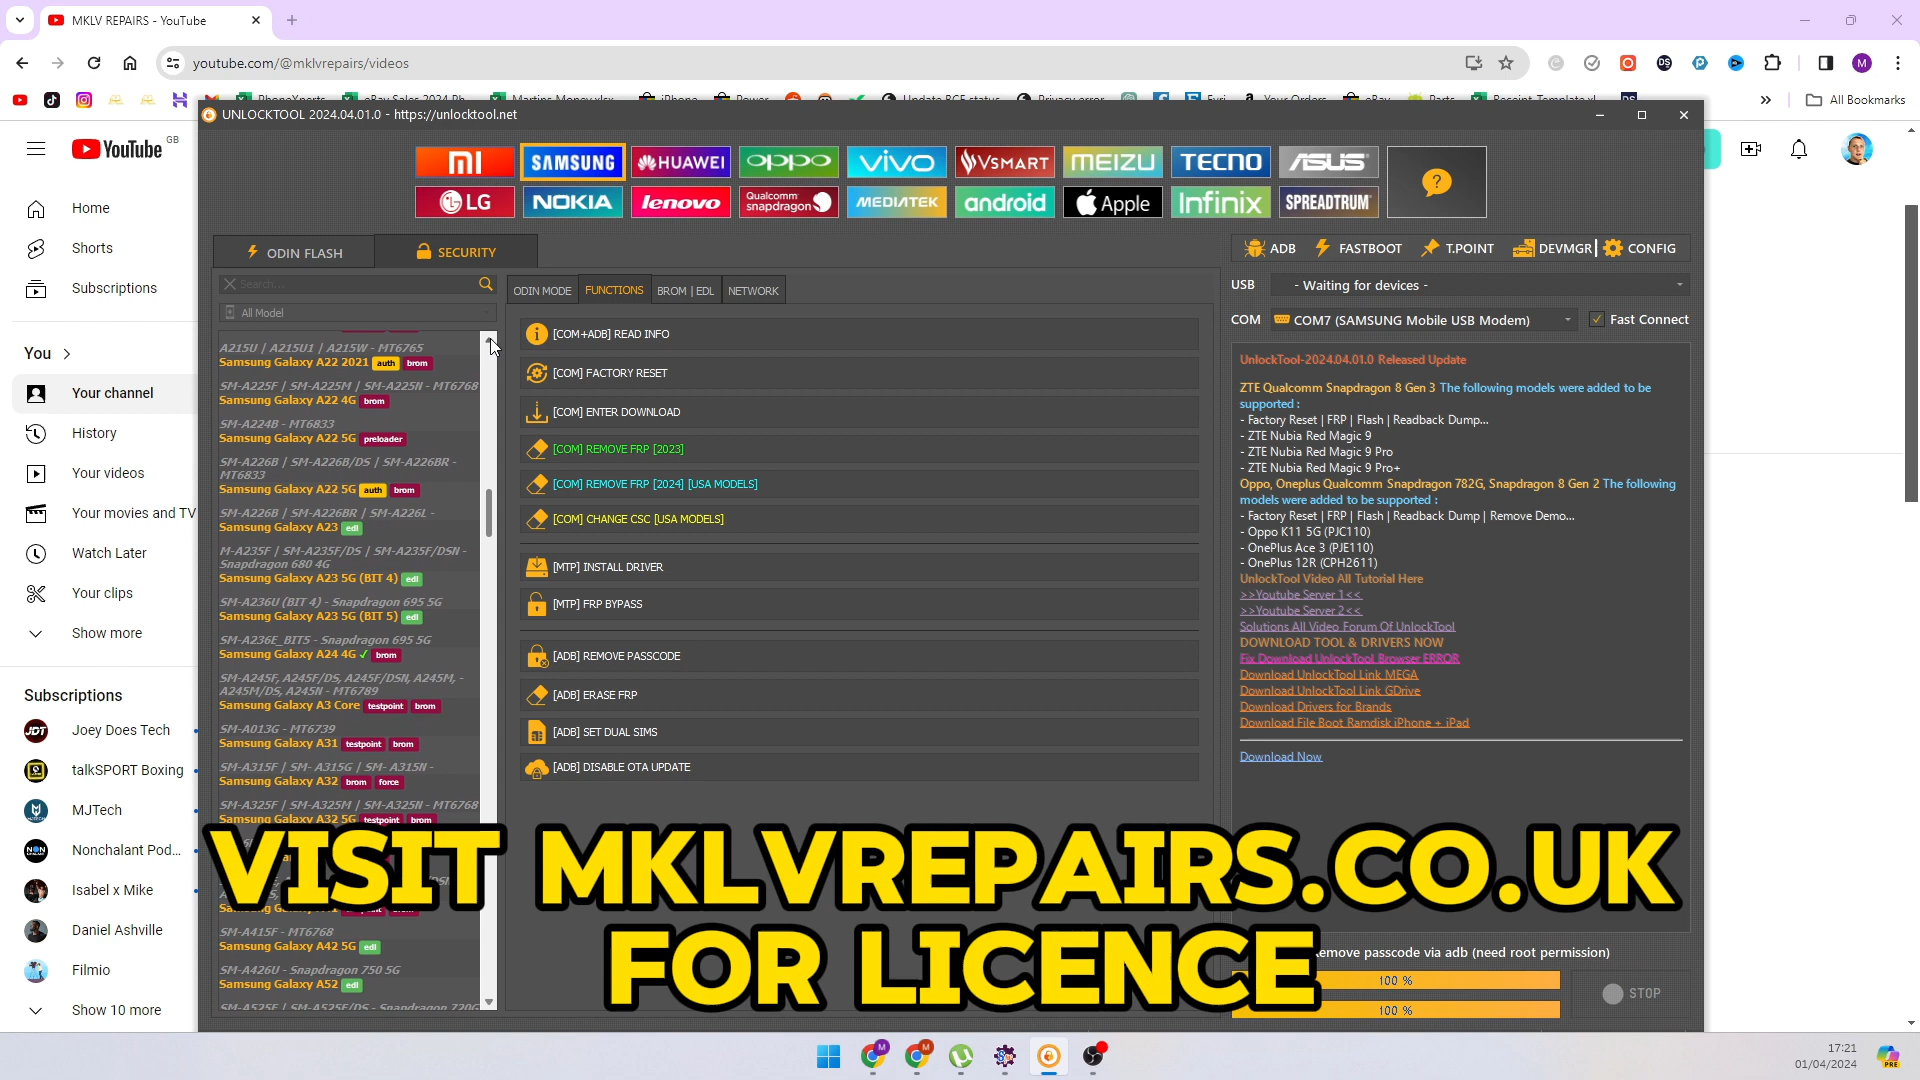 MKLV REPAIRS - YouTube
youtube.com/@mklvrepairs/videos
All Bookmarks
YouTube GB
Home
Shorts
Subscriptions
You
Your channel
History
Your videos
Your movies and TV
Watch Later
Your clips
Show more
Subscriptions
Joey Does Tech
talkSPORT Boxing
MJTech
Nonchalant Pod...
Isabel x Mike
Daniel Ashville
Filmio
Show 10 more
UNLOCKTOOL 2024.04.01.0 - https://unlocktool.net
mi SAMSUNG HUAWEI oppo vivo VSMART MEIZU TECNO ASUS
LG NOKIA lenovo Qualcomm snapdragon MEDIATEK android Apple Infinix SPREADTRUM
?
ODIN FLASH SECURITY
Search...
All Model
A215U | A215U1 | A215W - MT6765
Samsung Galaxy A22 2021 auth brom
SM-A225F | SM-A225M | SM-A225N - MT6768
Samsung Galaxy A22 4G brom
SM-A224B - MT6833
Samsung Galaxy A22 5G preloader
SM-A226B | SM-A226B/DS | SM-A226BR -
MT6833
Samsung Galaxy A22 5G auth brom
SM-A226B | SM-A226BR | SM-A226L -
Samsung Galaxy A23 edl
M-A235F | SM-A235F/DS | SM-A235F/DSN -
Snapdragon 680 4G
Samsung Galaxy A23 5G (BIT 4) edl
SM-A236U (BIT 4) - Snapdragon 695 5G
Samsung Galaxy A23 5G (BIT 5) edl
SM-A236E_BIT5 - Snapdragon 695 5G
Samsung Galaxy A24 4G ✓ brom
SM-A245F, A245F/DS, A245F/DSN, A245M, -
A245M/DS, A245N - MT6789
Samsung Galaxy A3 Core testpoint brom
SM-A013G - MT6739
Samsung Galaxy A31 testpoint brom
SM-A315F | SM- A315G | SM- A315N -
Samsung Galaxy A32 brom force
SM-A325F | SM-A325M | SM-A325N - MT6768
Samsung Galaxy A32 5G testpoint brom
SM-A415F - MT6768
Samsung Galaxy A42 5G edl
SM-A426U - Snapdragon 750 5G
Samsung Galaxy A52 edl
SM-A525F | SM-A525F/DS - Snapdragon 720G
ODIN MODE FUNCTIONS BROM | EDL NETWORK
[COM+ADB] READ INFO
[COM] FACTORY RESET
[COM] ENTER DOWNLOAD
[COM] REMOVE FRP [2023]
[COM] REMOVE FRP [2024] [USA MODELS]
[COM] CHANGE CSC [USA MODELS]
[MTP] INSTALL DRIVER
[MTP] FRP BYPASS
[ADB] REMOVE PASSCODE
[ADB] ERASE FRP
[ADB] SET DUAL SIMS
[ADB] DISABLE OTA UPDATE
ADB FASTBOOT T.POINT DEVMGR CONFIG
USB - Waiting for devices -
COM COM7 (SAMSUNG Mobile USB Modem) Fast Connect
UnlockTool-2024.04.01.0 Released Update
ZTE Qualcomm Snapdragon 8 Gen 3 The following models were added to be
supported :
- Factory Reset | FRP | Flash | Readback Dump...
- ZTE Nubia Red Magic 9
- ZTE Nubia Red Magic 9 Pro
- ZTE Nubia Red Magic 9 Pro+
Oppo, Oneplus Qualcomm Snapdragon 782G, Snapdragon 8 Gen 2 The following
models were added to be supported :
- Factory Reset | FRP | Flash | Readback Dump | Remove Demo...
- Oppo K11 5G (PJC110)
- OnePlus Ace 3 (PJE110)
- OnePlus 12R (CPH2611)
UnlockTool Video All Tutorial Here
>>Youtube Server 1<<
>>Youtube Server 2<<
Solutions All Video Forum Of UnlockTool
DOWNLOAD TOOL & DRIVERS NOW
Fix Download UnlockTool Browser ERROR
Download UnlockTool Link MEGA
Download UnlockTool Link GDrive
Download Drivers for Brands
Download File Boot Ramdisk iPhone + iPad
Download Now
VISIT MKLVREPAIRS.CO.UK
FOR LICENCE
emove passcode via adb (need root permission)
100 %
100 %
STOP
17:21
01/04/2024